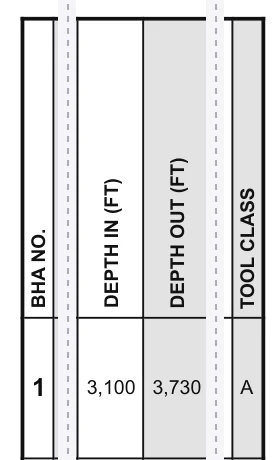 BHA NO.
DEPTH IN (FT)
DEPTH OUT (FT)
TOOL CLASS
1
3,100
3,730
A